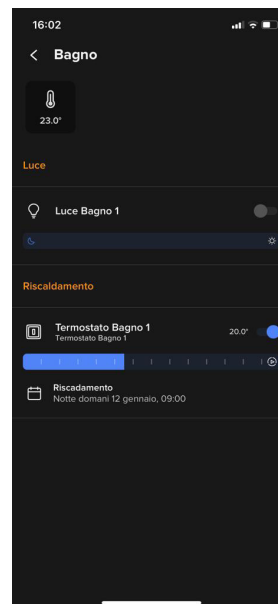 16:02
Bagno
23.0°
Luce
Luce Bagno 1
Riscaldamento
Termostato Bagno 1
20.0°
Termostato Bagno 1
Riscadamento
Notte domani 12 gennaio, 09:00